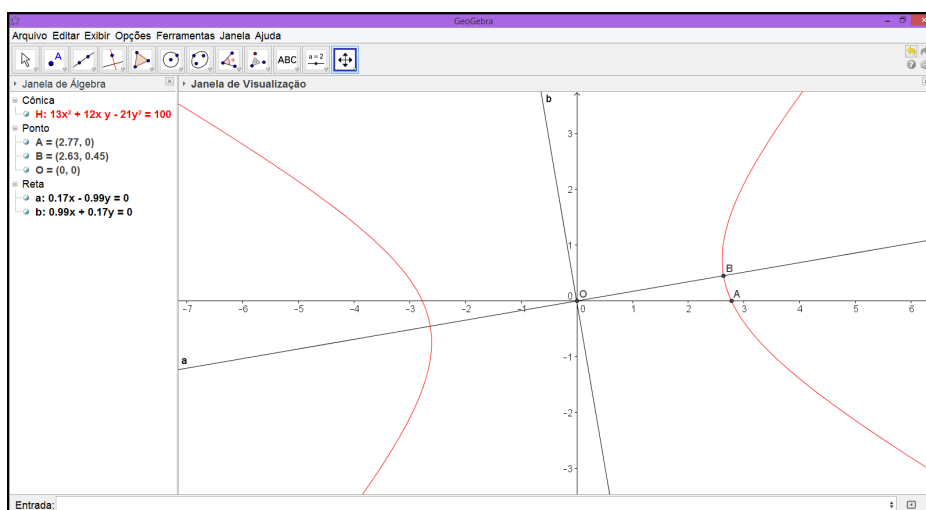 GeoGebra
Arquivo Editar Exibir Opções Ferramentas Janela Ajuda
A
α
ABC
a=2
Janela de Álgebra
Janela de Visualização
Cônica
H: 13x² + 12x y - 21y² = 100
Ponto
A = (2.77, 0)
B = (2.63, 0.45)
O = (0, 0)
Reta
a: 0.17x - 0.99y = 0
b: 0.99x + 0.17y = 0
b
3
2
1
B
0 O A
-7 -6 -5 -4 -3 -2 -1 0 1 2 3 4 5 6
a
-1
-2
-3
Entrada: